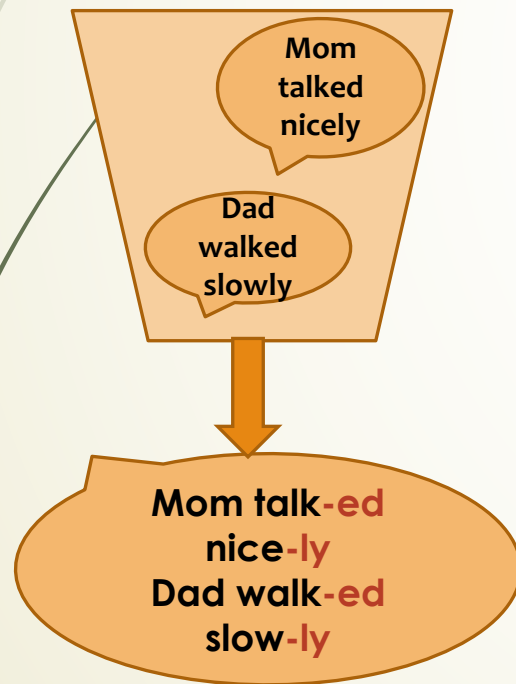 Mom
talked
nicely
Dad
walked
slowly
Mom talk-ed
nice-ly
Dad walk-ed
slow-ly